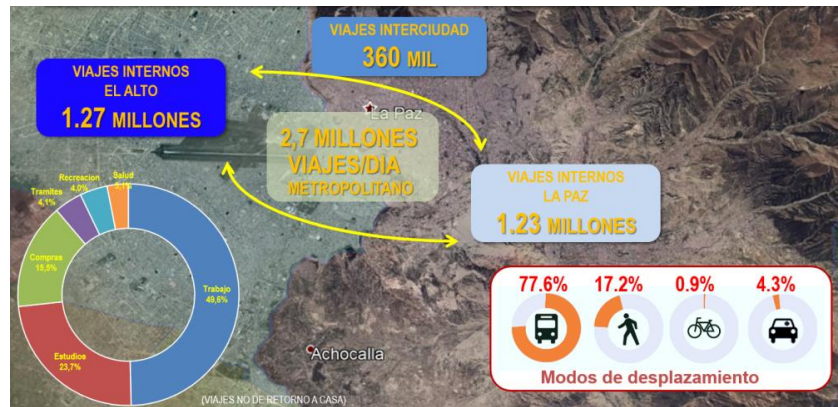 VIAJES INTERCIUDAD
360 MIL
VIAJES INTERNOS
EL ALTO
1.27 MILLONES
La Paz
2,7 MILLONES
VIAJES/DIA
METROPOLITANO
VIAJES INTERNOS
LA PAZ
1.23 MILLONES
Salud
3,1%
Recreacion
4,0%
Tramites
4,1%
Compras
15,5%
Trabajo
49,6%
Estudios
23,7%
(VIAJES NO DE RETORNO A CASA)
Achocalla
77.6%
17.2%
0.9%
4.3%
Modos de desplazamiento